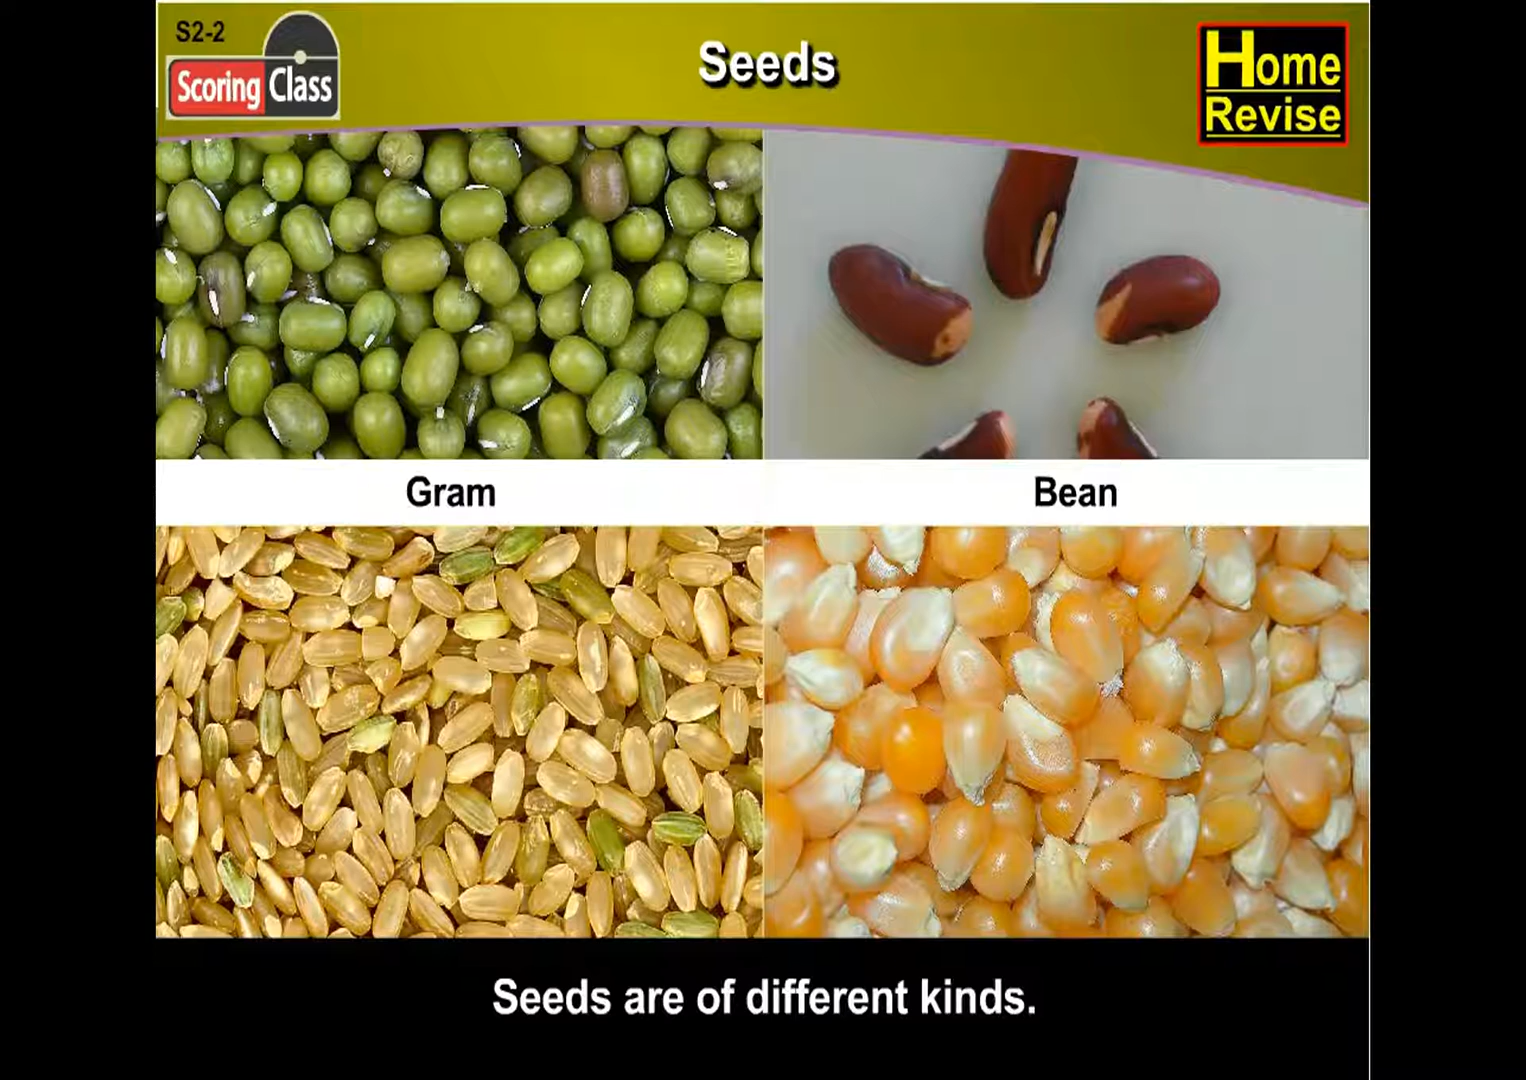 S2-2
Scoring Class
Seeds
Home
Revise
Gram
Bean
Seeds are of different kinds.